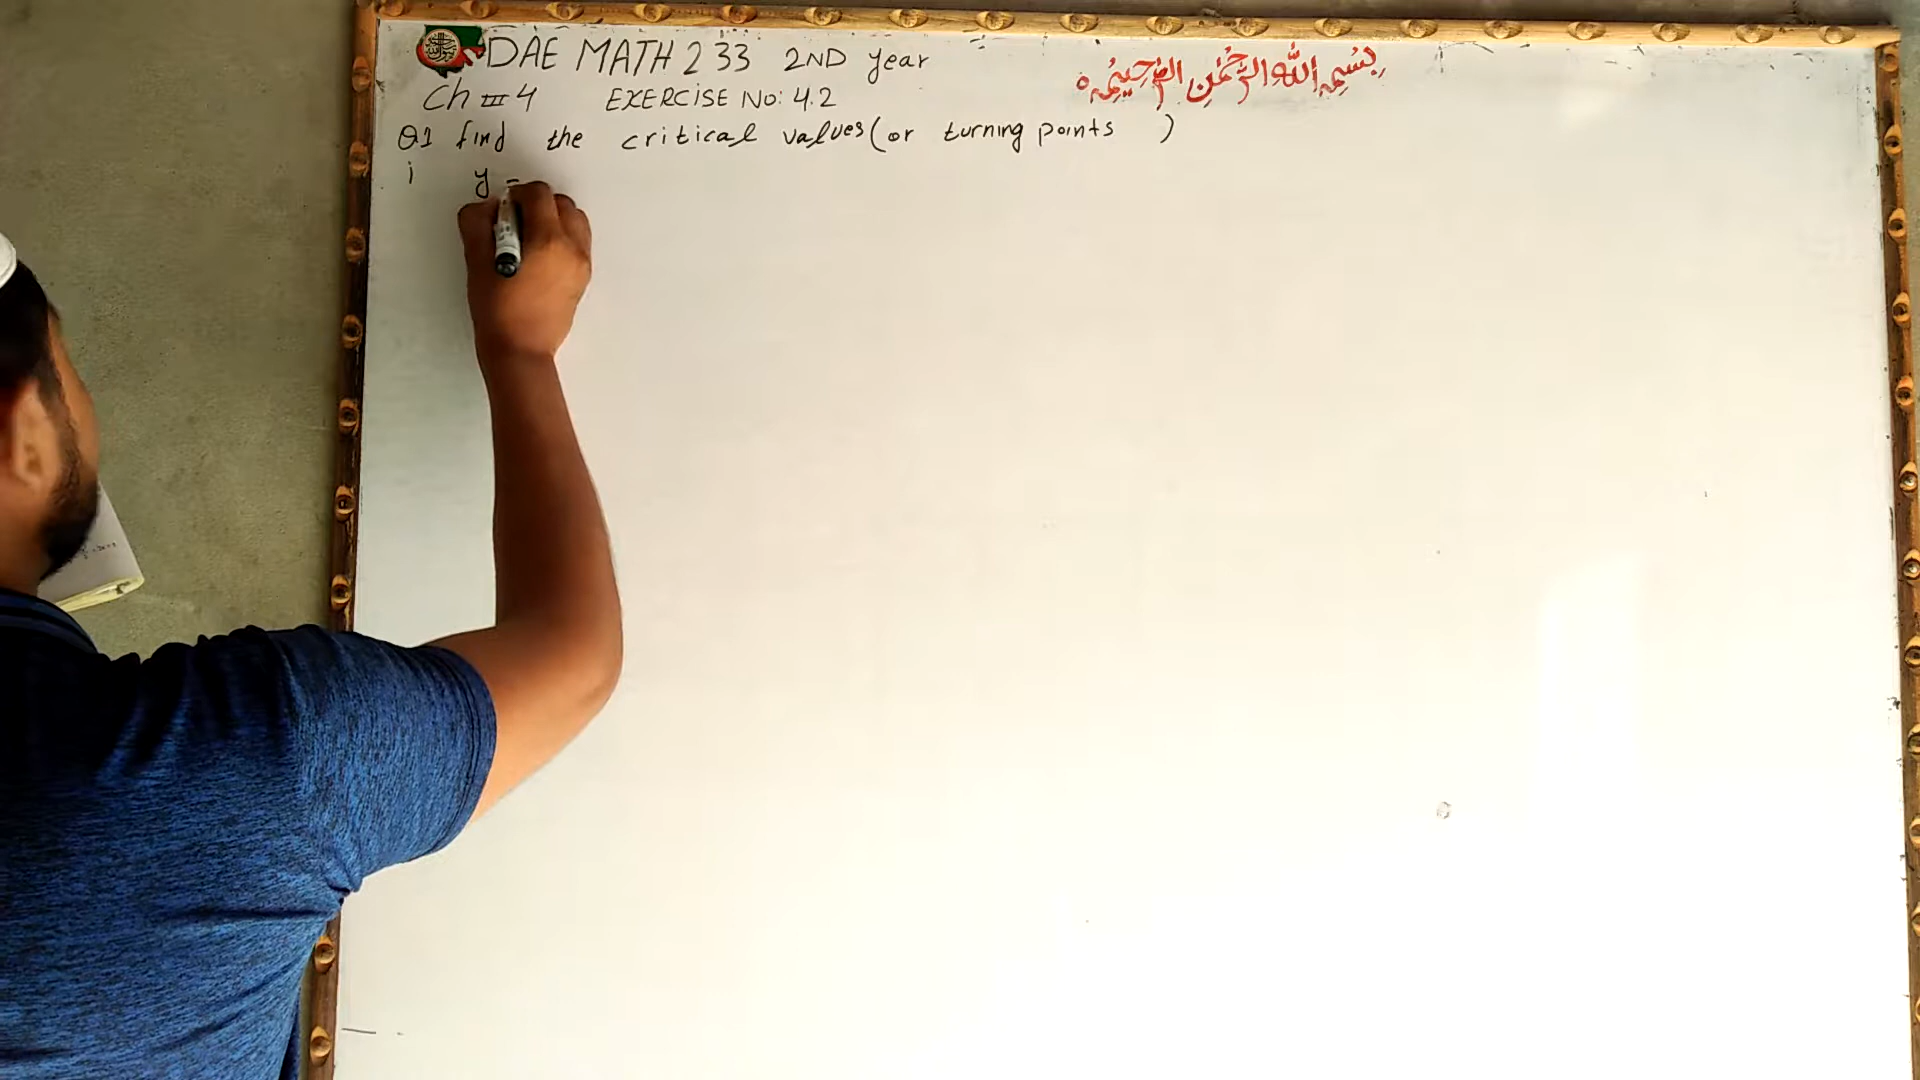 DAE MATH 233 2ND year
بِسْمِ اللّٰهِ الرَّحْمٰنِ الرَّحِيْمِ
Ch # 4 EXERCISE No: 4.2
Q1 find the critical values (or turning points )
i y =